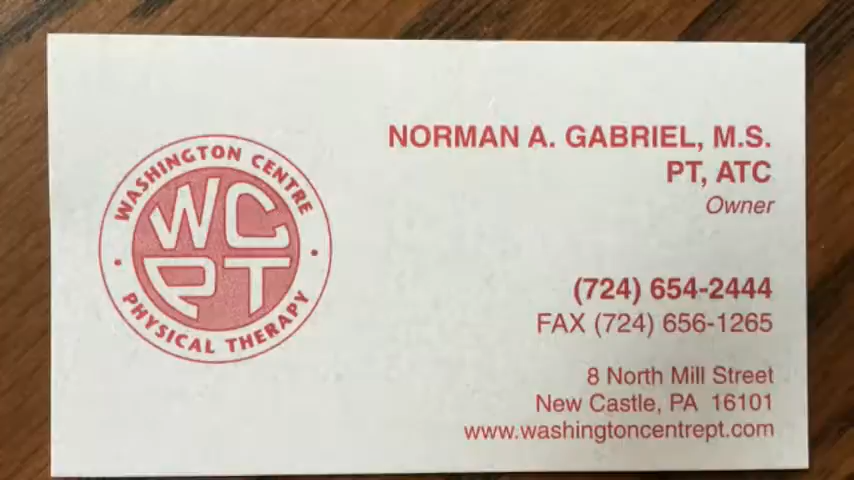 WASHINGTON CENTRE
WC
PT
PHYSICAL THERAPY
NORMAN A. GABRIEL, M.S.
PT, ATC
Owner
(724) 654-2444
FAX (724) 656-1265
8 North Mill Street
New Castle, PA 16101
www.washingtoncentrept.com